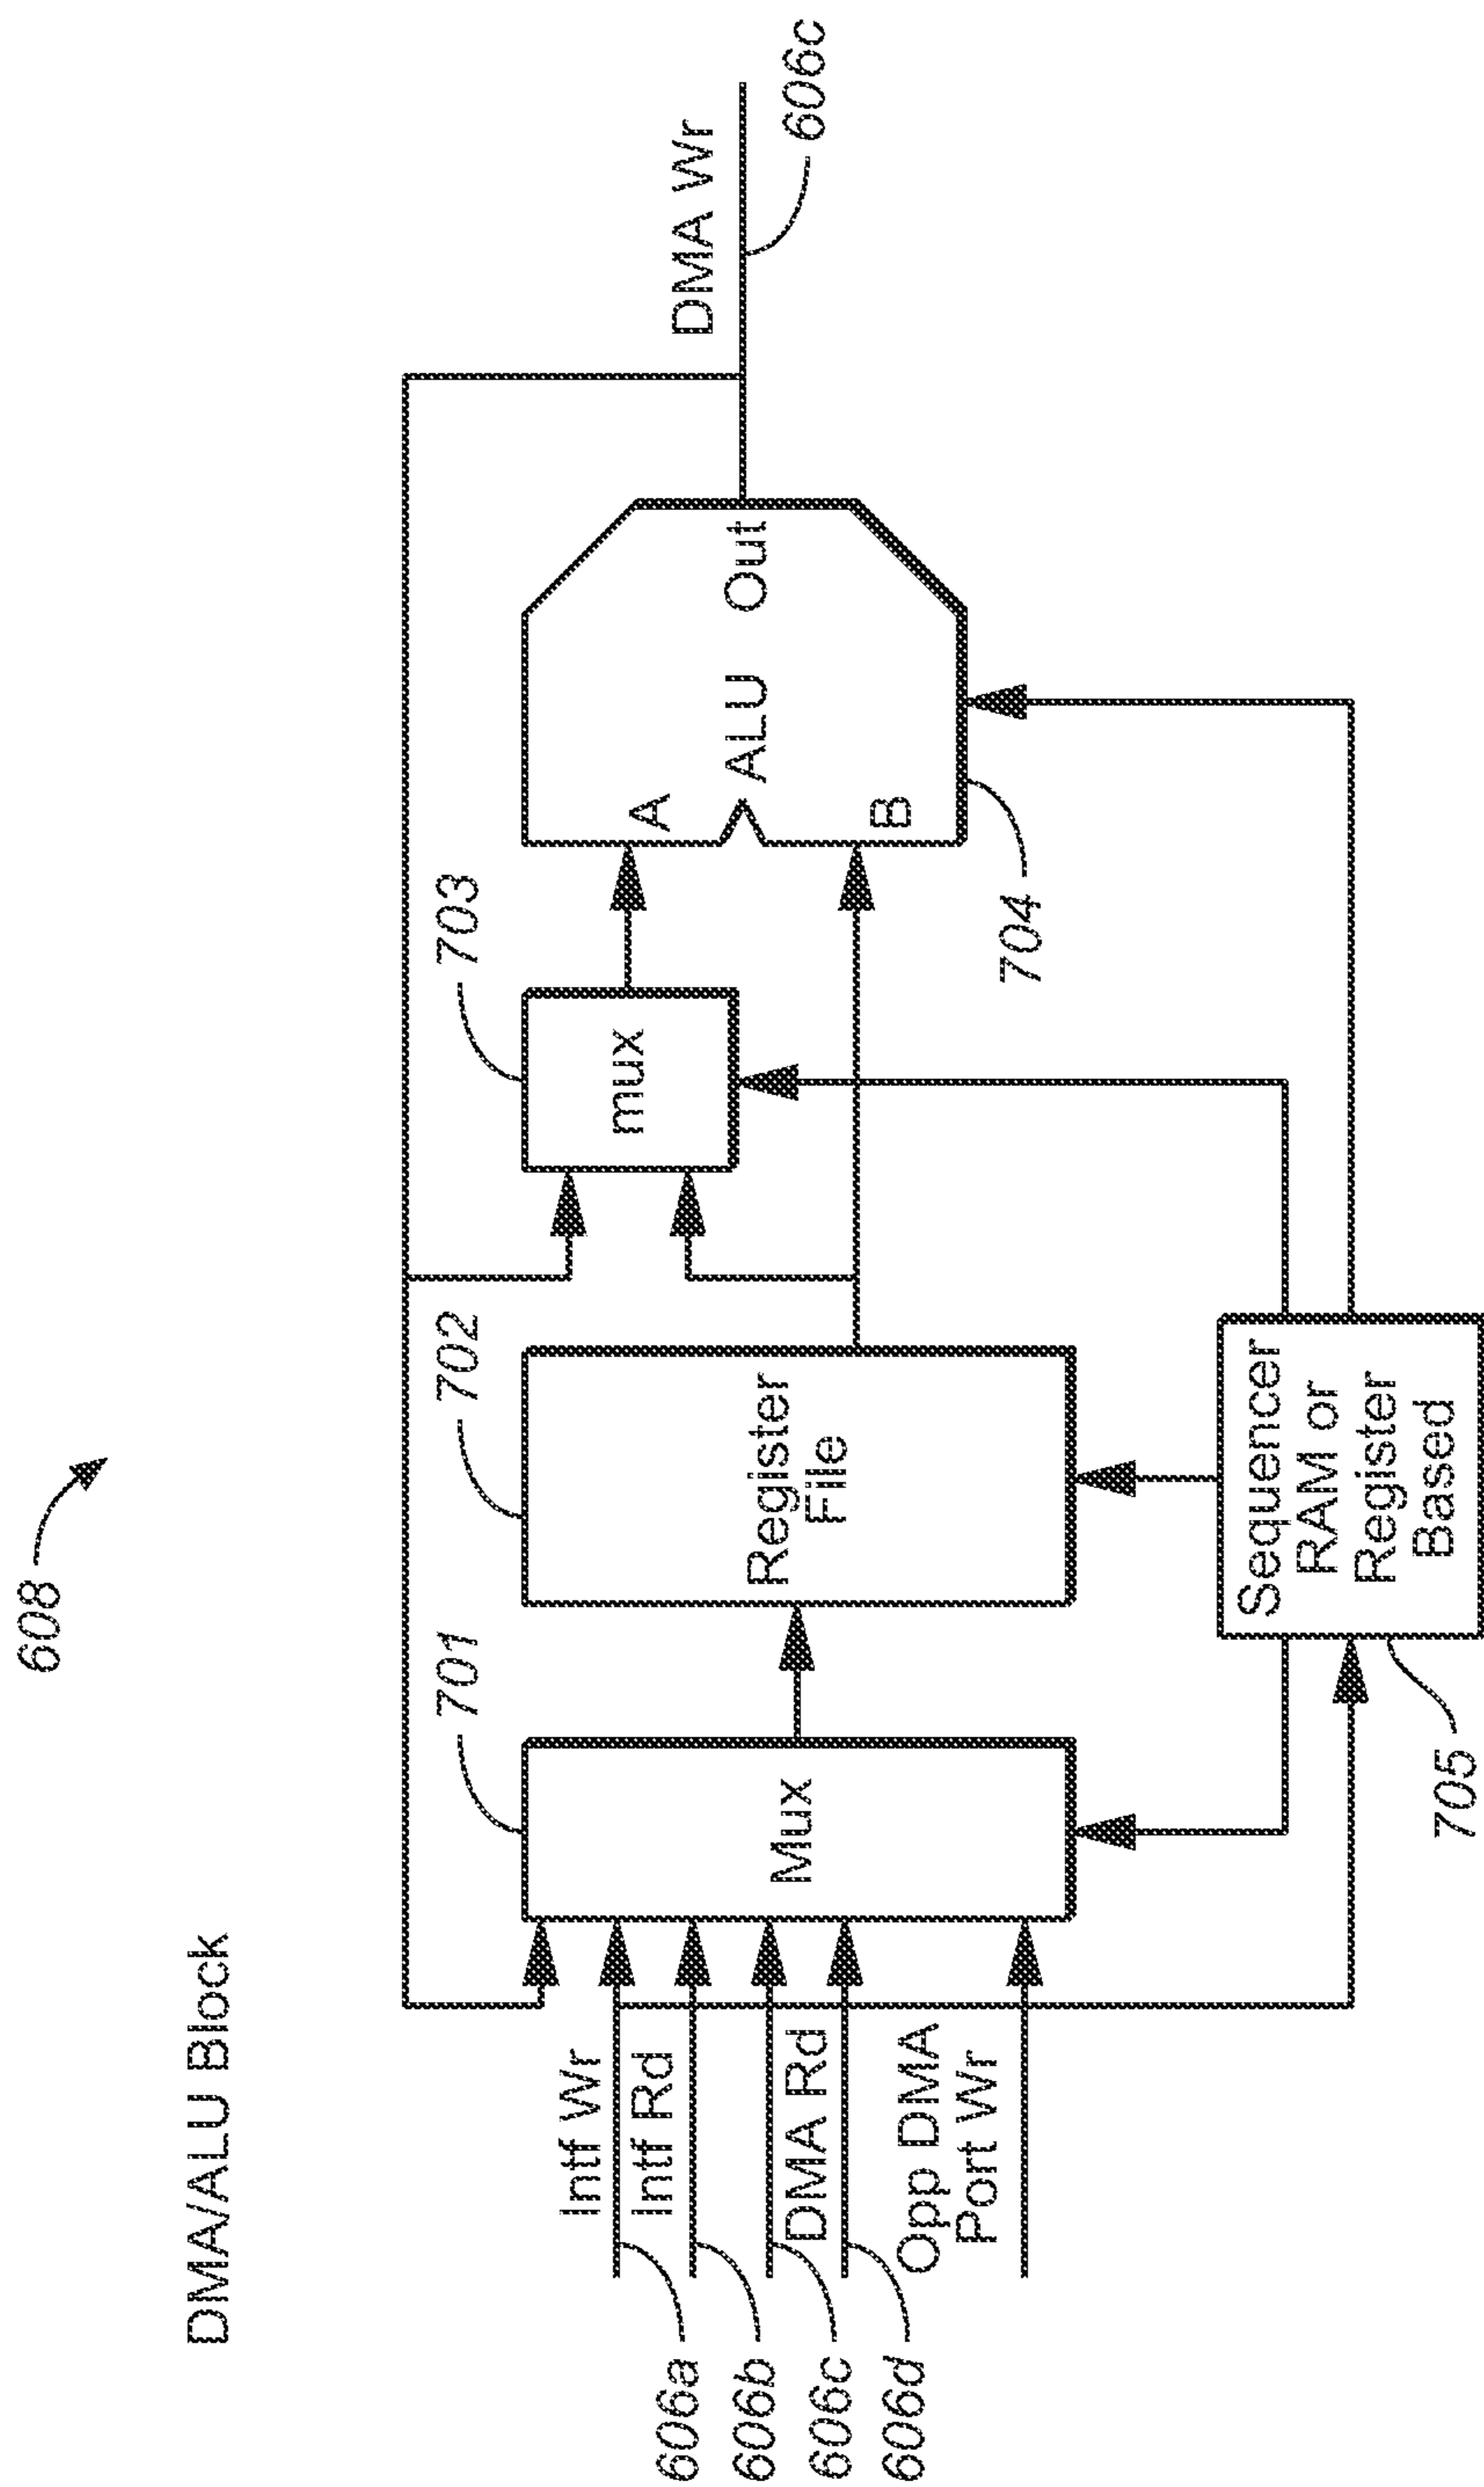 608
DMA/ALU Block
701
702
703
DMA Wr
606c
Intf Wr
Intf Rd
DMA Rd
Opp DMA
Port Wr
606a
606b
606c
606d
Mux
Register
File
mux
A
ALU
Out
B
704
Sequencer
RAM or
Register
Based
705